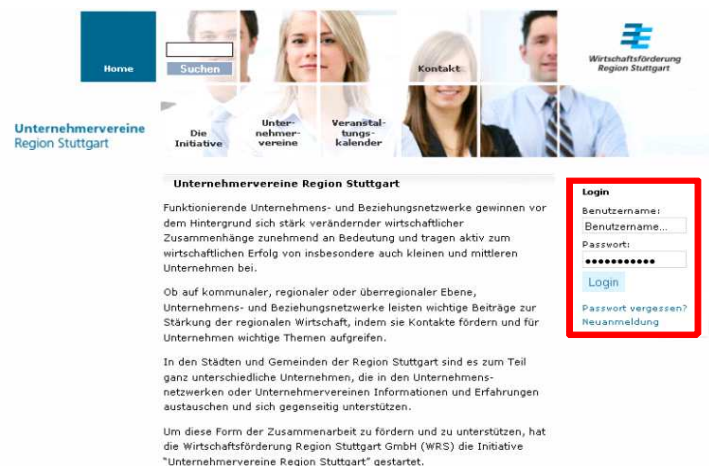 Home
Suchen
Kontakt
Wirtschaftsförderung
Region Stuttgart
Unternehmervereine
Region Stuttgart
Die
Initiative
Unter-
nehmer-
vereine
Veranstal-
tungs-
kalender
Unternehmervereine Region Stuttgart
Funktionierende Unternehmens- und Beziehungsnetzwerke gewinnen vor
dem Hintergrund sich stärk verändernder wirtschaftlicher
Zusammenhänge zunehmend an Bedeutung und tragen aktiv zum
wirtschaftlichen Erfolg von insbesondere auch kleinen und mittleren
Unternehmen bei.
Ob auf kommunaler, regionaler oder überregionaler Ebene,
Unternehmens- und Beziehungsnetzwerke leisten wichtige Beiträge zur
Stärkung der regionalen Wirtschaft, indem sie Kontakte fördern und für
Unternehmen wichtige Themen aufgreifen.
In den Städten und Gemeinden der Region Stuttgart sind es zum Teil
ganz unterschiedliche Unternehmen, die in den Unternehmens-
netzwerken oder Unternehmervereinen Informationen und Erfahrungen
austauschen und sich gegenseitig unterstützen.
Um diese Form der Zusammenarbeit zu fördern und zu unterstützen, hat
die Wirtschaftsförderung Region Stuttgart GmbH (WRS) die Initiative
"Unternehmervereine Region Stuttgart" gestartet.
Login
Benutzername:
Benutzername...
Passwort:
●●●●●●●●●●●
Login
Passwort vergessen?
Neuanmeldung